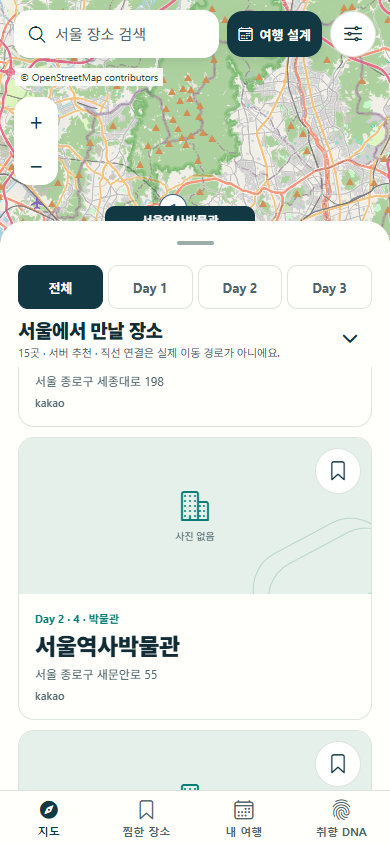 서울 장소 검색
여행 설계
© OpenStreetMap contributors
+
−
서울역사박물관
전체
Day 1
Day 2
Day 3
서울에서 만날 장소
15곳 · 서버 추천 · 직선 연결은 실제 이동 경로가 아니에요.
서울 종로구 세종대로 198
kakao
사진 없음
Day 2 · 4 · 박물관
서울역사박물관
서울 종로구 새문안로 55
kakao
지도
찜한 장소
내 여행
취향 DNA